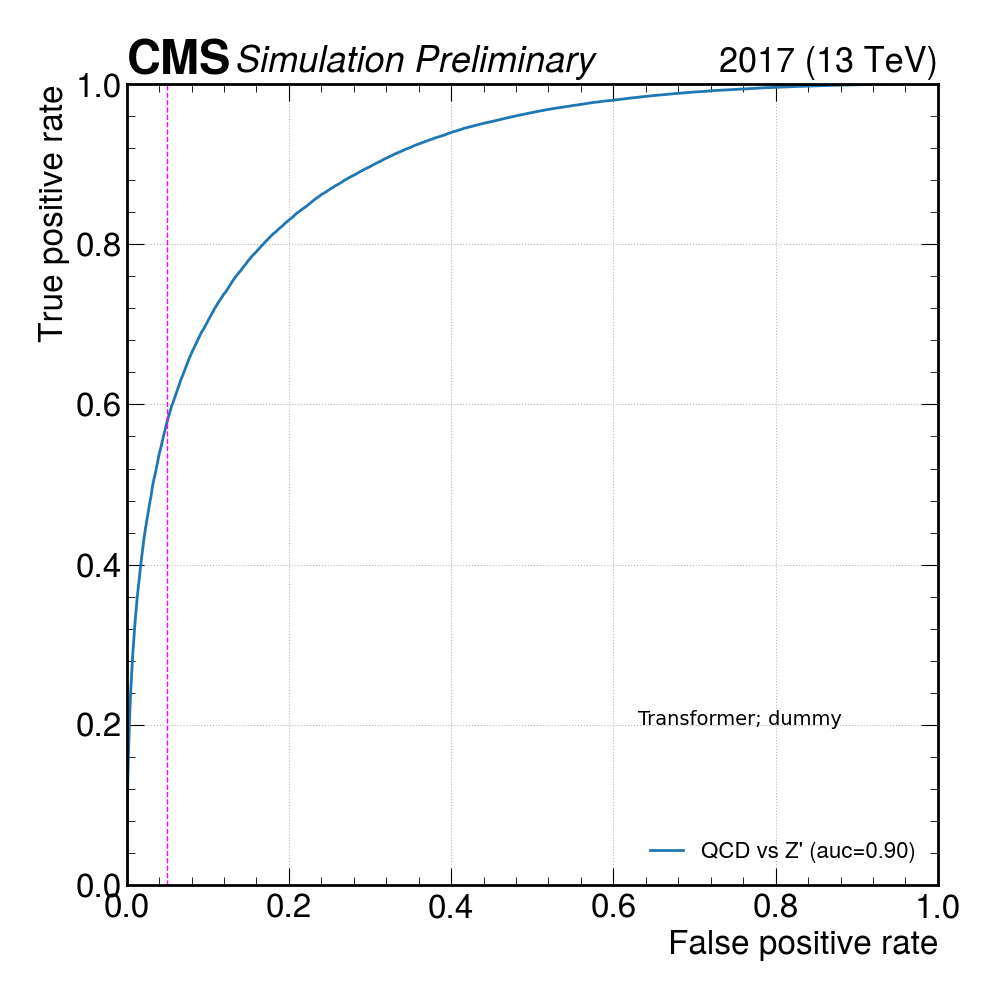 CMS Simulation Preliminary 2017 (13 TeV)
True positive rate
1.0
0.8
0.6
0.4
0.2
0.0
Transformer; dummy
QCD vs Z' (auc=0.90)
0.0 0.2 0.4 0.6 0.8 1.0
False positive rate